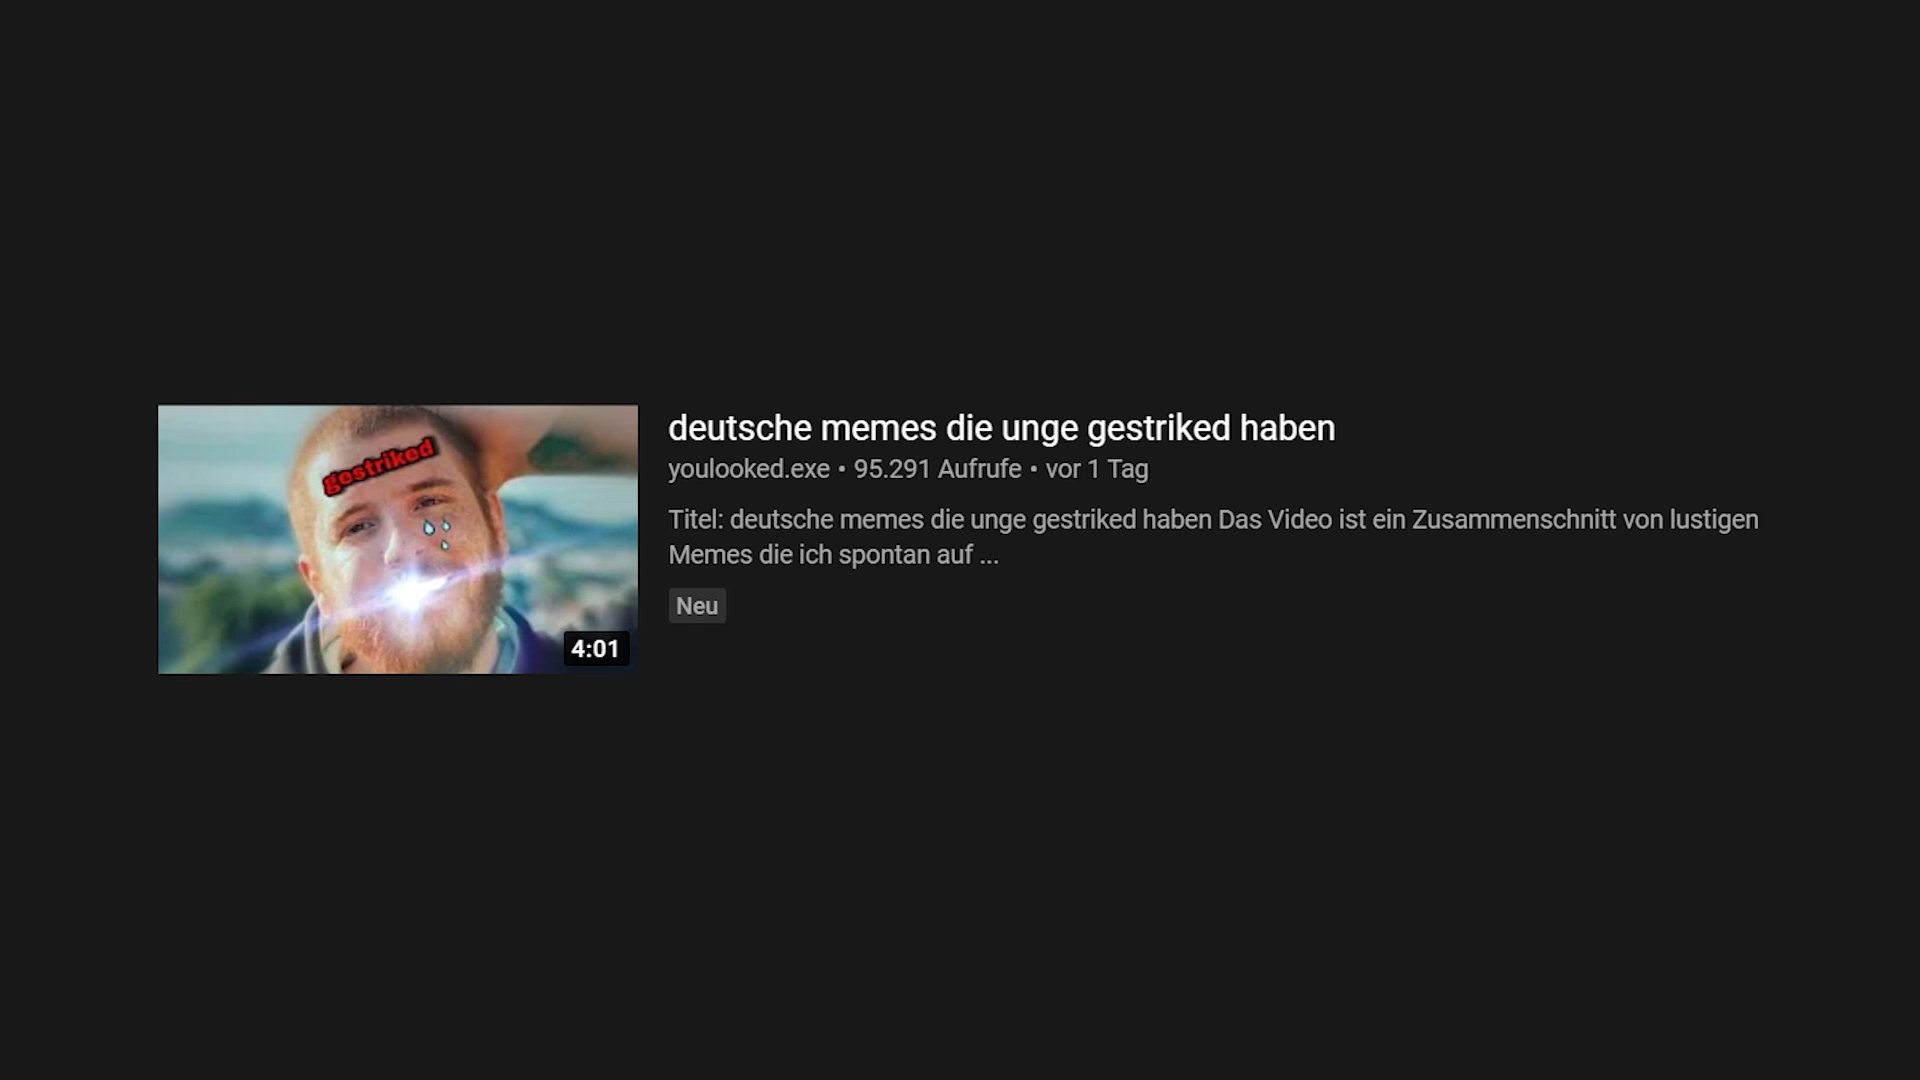 gestriked
4:01
deutsche memes die unge gestriked haben
youlooked.exe • 95.291 Aufrufe • vor 1 Tag
Titel: deutsche memes die unge gestriked haben Das Video ist ein Zusammenschnitt von lustigen
Memes die ich spontan auf ...
Neu